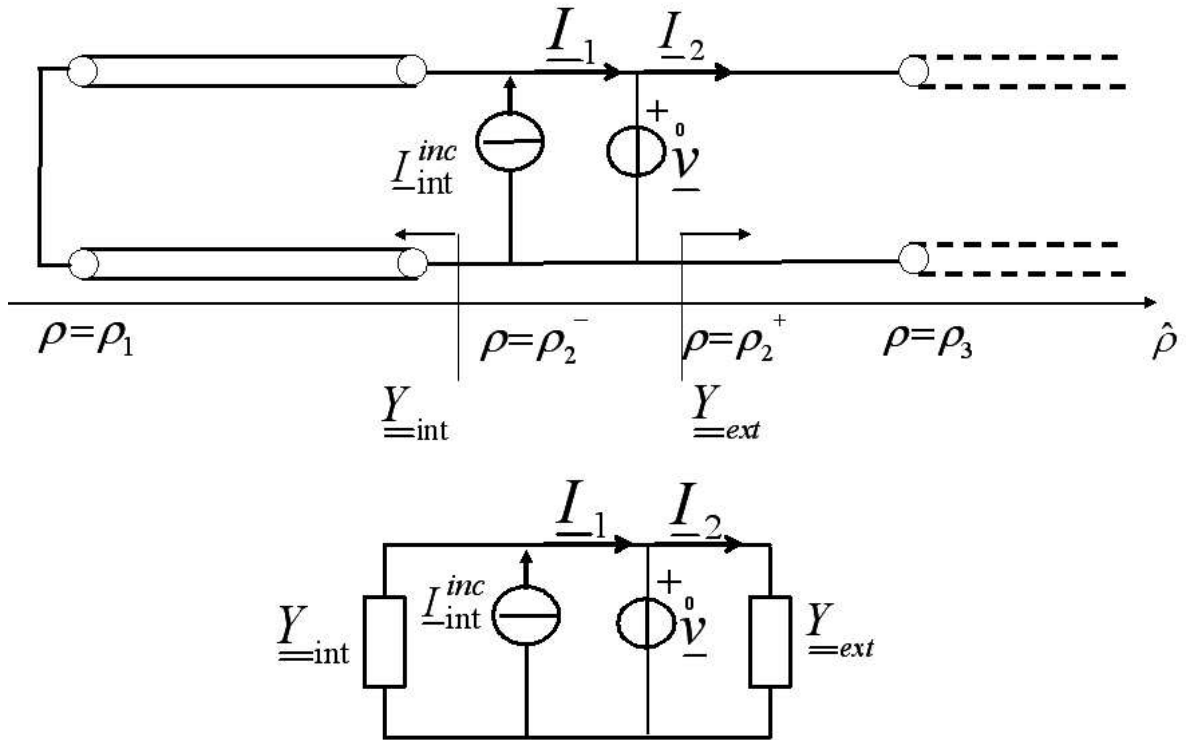 I₁ I₂
I_int^inc + v°
ρ=ρ₁ ρ=ρ₂⁻ ρ=ρ₂⁺ ρ=ρ₃ ρ̂
Y_int Y_ext
I₁ I₂
Y_int I_int^inc + v° Y_ext